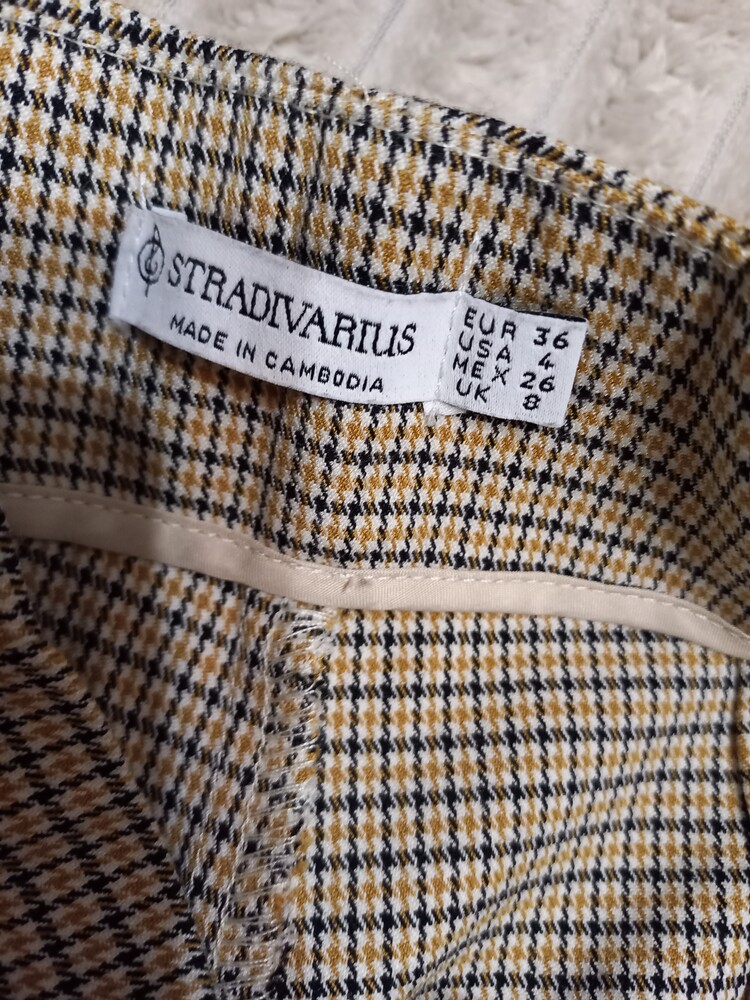 STRADIVARIUS
MADE IN CAMBODIA
EUR 36
USA 4
MEX 26
UK 8